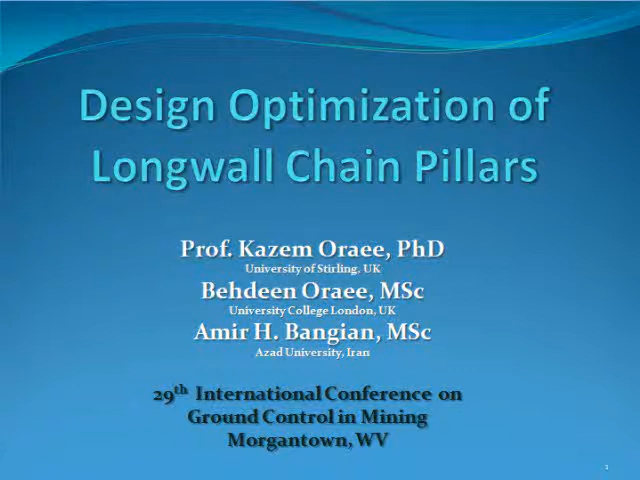 Design Optimization of
Longwall Chain Pillars
Prof. Kazem Oraee, PhD
University of Stirling, UK
Behdeen Oraee, MSc
University College London, UK
Amir H. Bangian, MSc
Azad University, Iran
29th International Conference on
Ground Control in Mining
Morgantown, WV
1